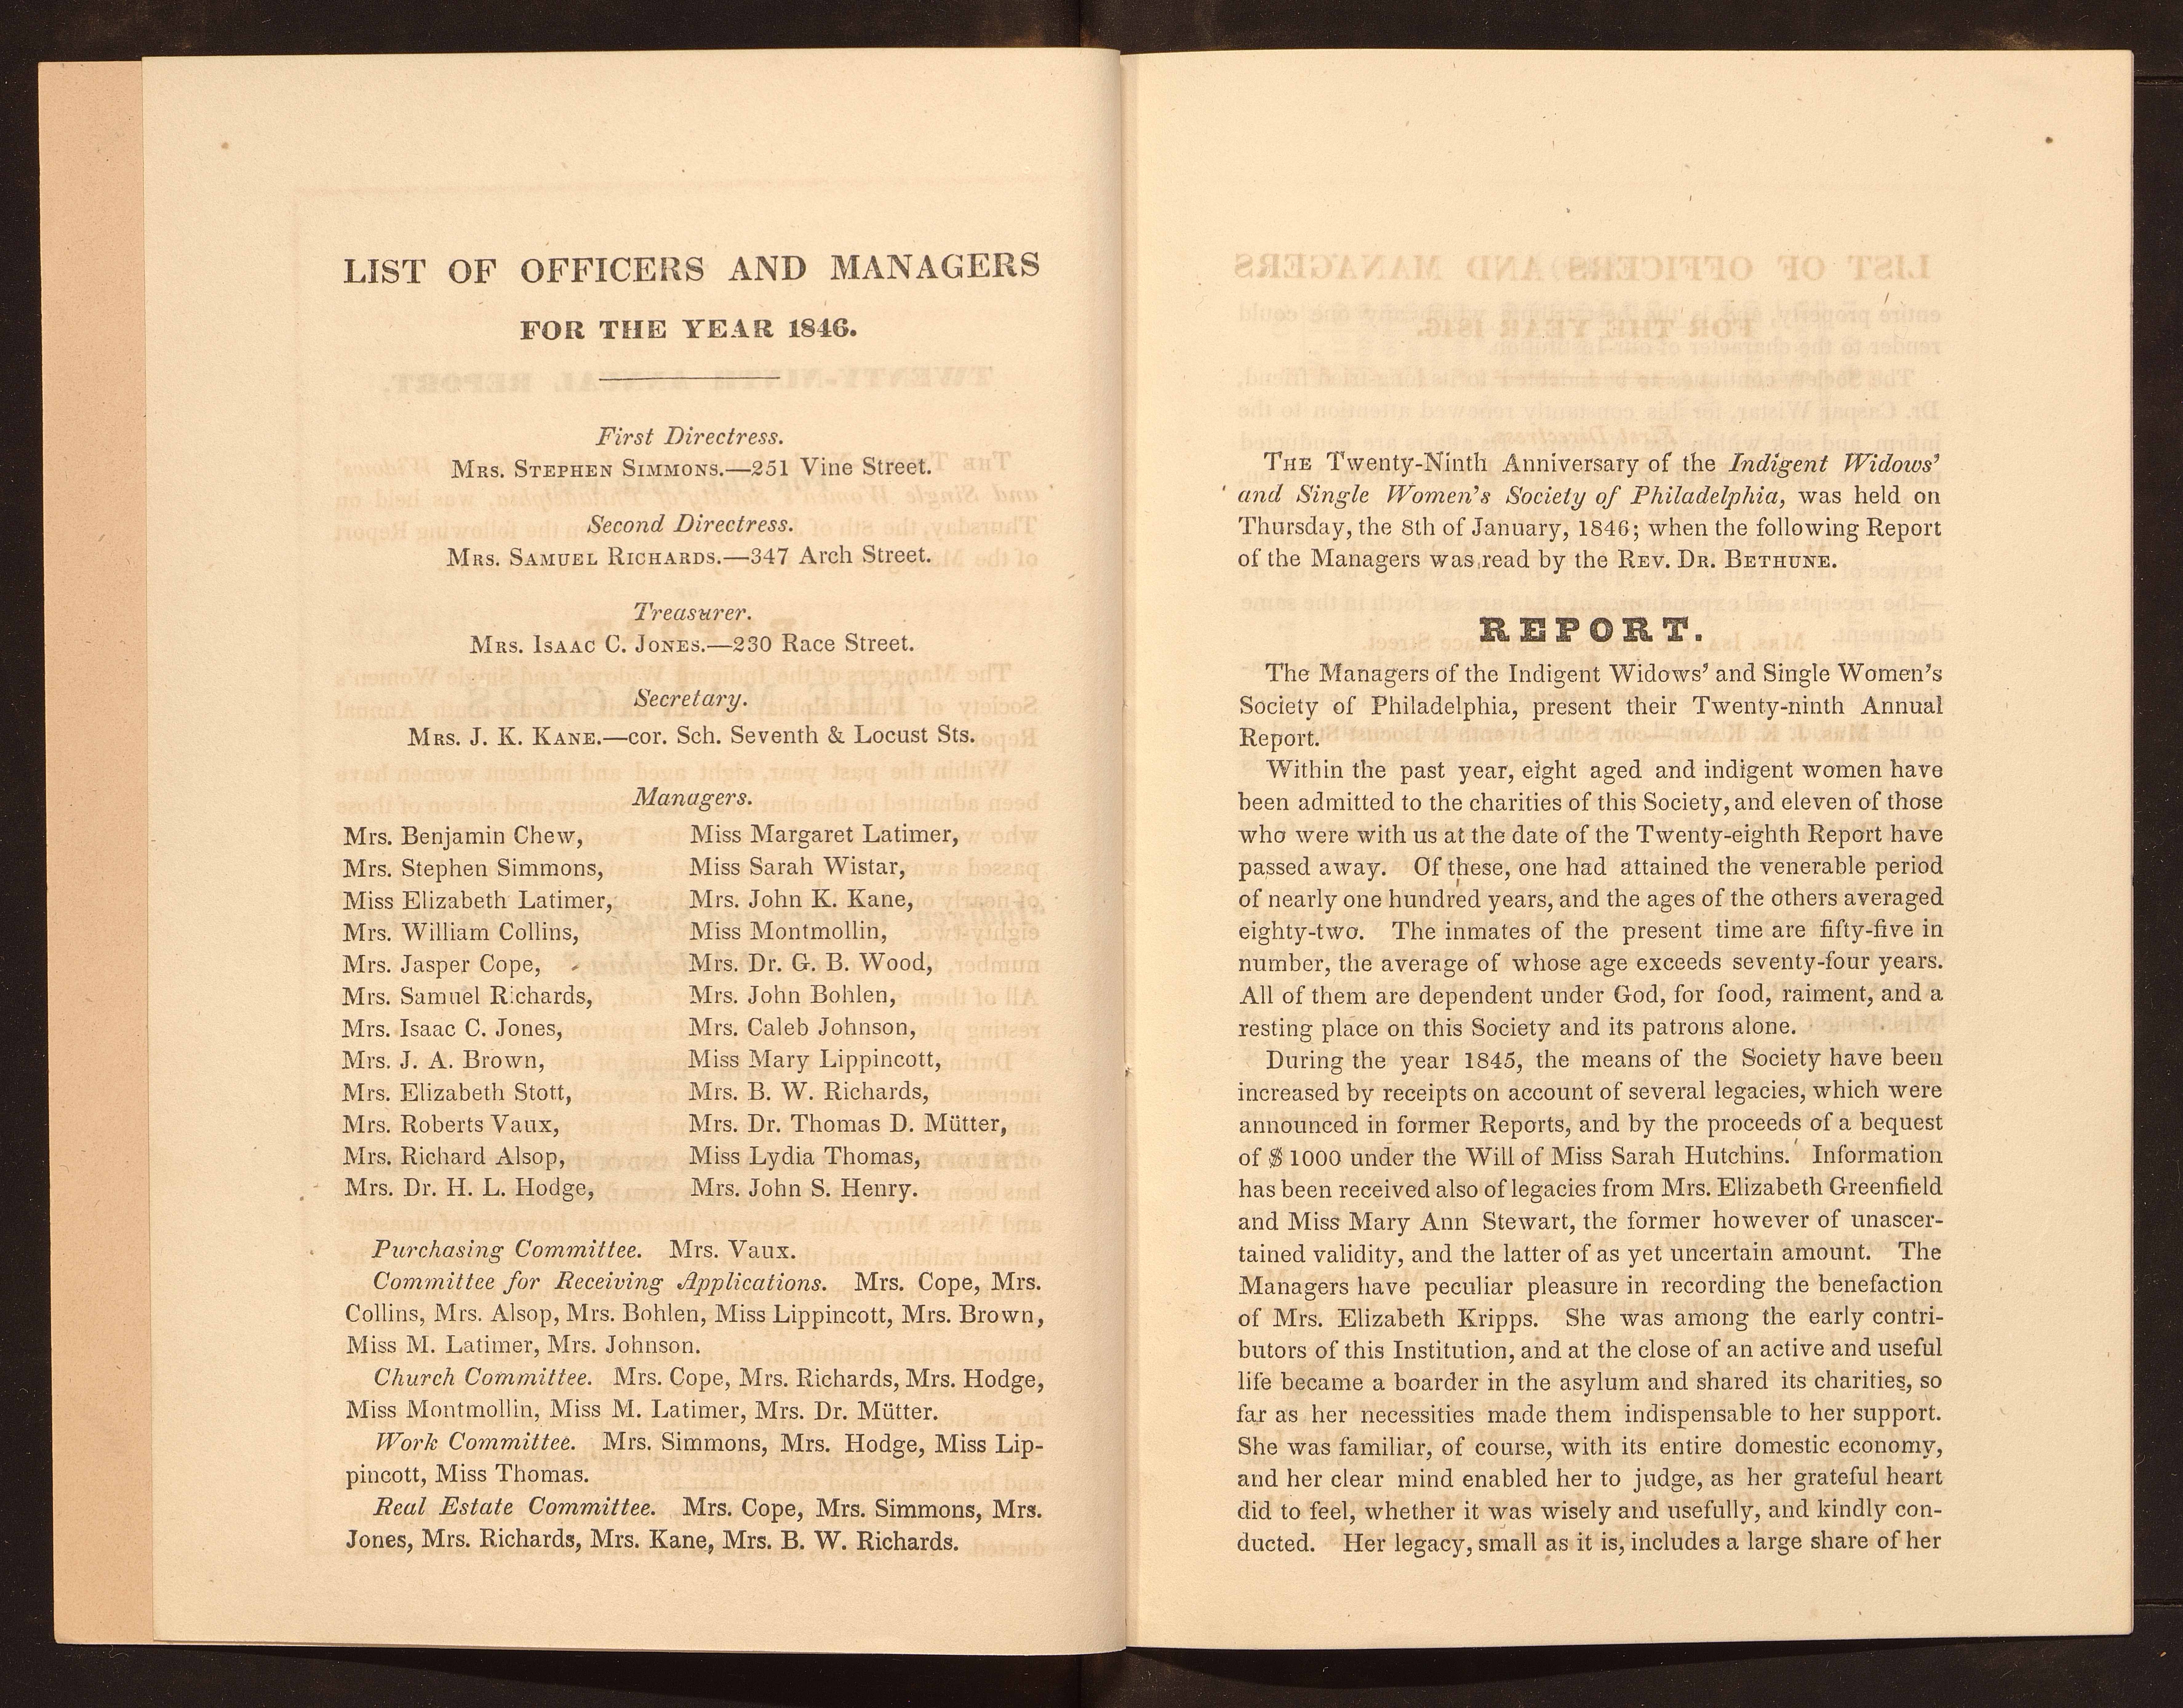 LIST OF OFFICERS AND MANAGERS
FOR THE YEAR 1846.
First Directress.
MRS. STEPHEN SIMMONS.—251 Vine Street.
Second Directress.
MRS. SAMUEL RICHARDS.—347 Arch Street.
Treasurer.
MRS. ISAAC C. JONES.—230 Race Street.
Secretary.
MRS. J. K. KANE.—cor. Sch. Seventh & Locust Sts.
Managers.
Mrs. Benjamin Chew,
Mrs. Stephen Simmons,
Miss Elizabeth Latimer,
Mrs. William Collins,
Mrs. Jasper Cope,
Mrs. Samuel Richards,
Mrs. Isaac C. Jones,
Mrs. J. A. Brown,
Mrs. Elizabeth Stott,
Mrs. Roberts Vaux,
Mrs. Richard Alsop,
Mrs. Dr. H. L. Hodge,
Miss Margaret Latimer,
Miss Sarah Wistar,
Mrs. John K. Kane,
Miss Montmollin,
Mrs. Dr. G. B. Wood,
Mrs. John Bohlen,
Mrs. Caleb Johnson,
Miss Mary Lippincott,
Mrs. B. W. Richards,
Mrs. Dr. Thomas D. Mütter,
Miss Lydia Thomas,
Mrs. John S. Henry.
Purchasing Committee. Mrs. Vaux.
Committee for Receiving Applications. Mrs. Cope, Mrs.
Collins, Mrs. Alsop, Mrs. Bohlen, Miss Lippincott, Mrs. Brown,
Miss M. Latimer, Mrs. Johnson.
Church Committee. Mrs. Cope, Mrs. Richards, Mrs. Hodge,
Miss Montmollin, Miss M. Latimer, Mrs. Dr. Mütter.
Work Committee. Mrs. Simmons, Mrs. Hodge, Miss Lip-
pincott, Miss Thomas.
Real Estate Committee. Mrs. Cope, Mrs. Simmons, Mrs.
Jones, Mrs. Richards, Mrs. Kane, Mrs. B. W. Richards.
THE Twenty-Ninth Anniversary of the Indigent Widows'
and Single Women's Society of Philadelphia, was held on
Thursday, the 8th of January, 1846; when the following Report
of the Managers was read by the REV. DR. BETHUNE.
REPORT.
The Managers of the Indigent Widows' and Single Women's
Society of Philadelphia, present their Twenty-ninth Annual
Report.
Within the past year, eight aged and indigent women have
been admitted to the charities of this Society, and eleven of those
who were with us at the date of the Twenty-eighth Report have
passed away. Of these, one had attained the venerable period
of nearly one hundred years, and the ages of the others averaged
eighty-two. The inmates of the present time are fifty-five in
number, the average of whose age exceeds seventy-four years.
All of them are dependent under God, for food, raiment, and a
resting place on this Society and its patrons alone.
During the year 1845, the means of the Society have been
increased by receipts on account of several legacies, which were
announced in former Reports, and by the proceeds of a bequest
of $1000 under the Will of Miss Sarah Hutchins. Information
has been received also of legacies from Mrs. Elizabeth Greenfield
and Miss Mary Ann Stewart, the former however of unascer-
tained validity, and the latter of as yet uncertain amount. The
Managers have peculiar pleasure in recording the benefaction
of Mrs. Elizabeth Kripps. She was among the early contri-
butors of this Institution, and at the close of an active and useful
life became a boarder in the asylum and shared its charities, so
far as her necessities made them indispensable to her support.
She was familiar, of course, with its entire domestic economy,
and her clear mind enabled her to judge, as her grateful heart
did to feel, whether it was wisely and usefully, and kindly con-
ducted. Her legacy, small as it is, includes a large share of her